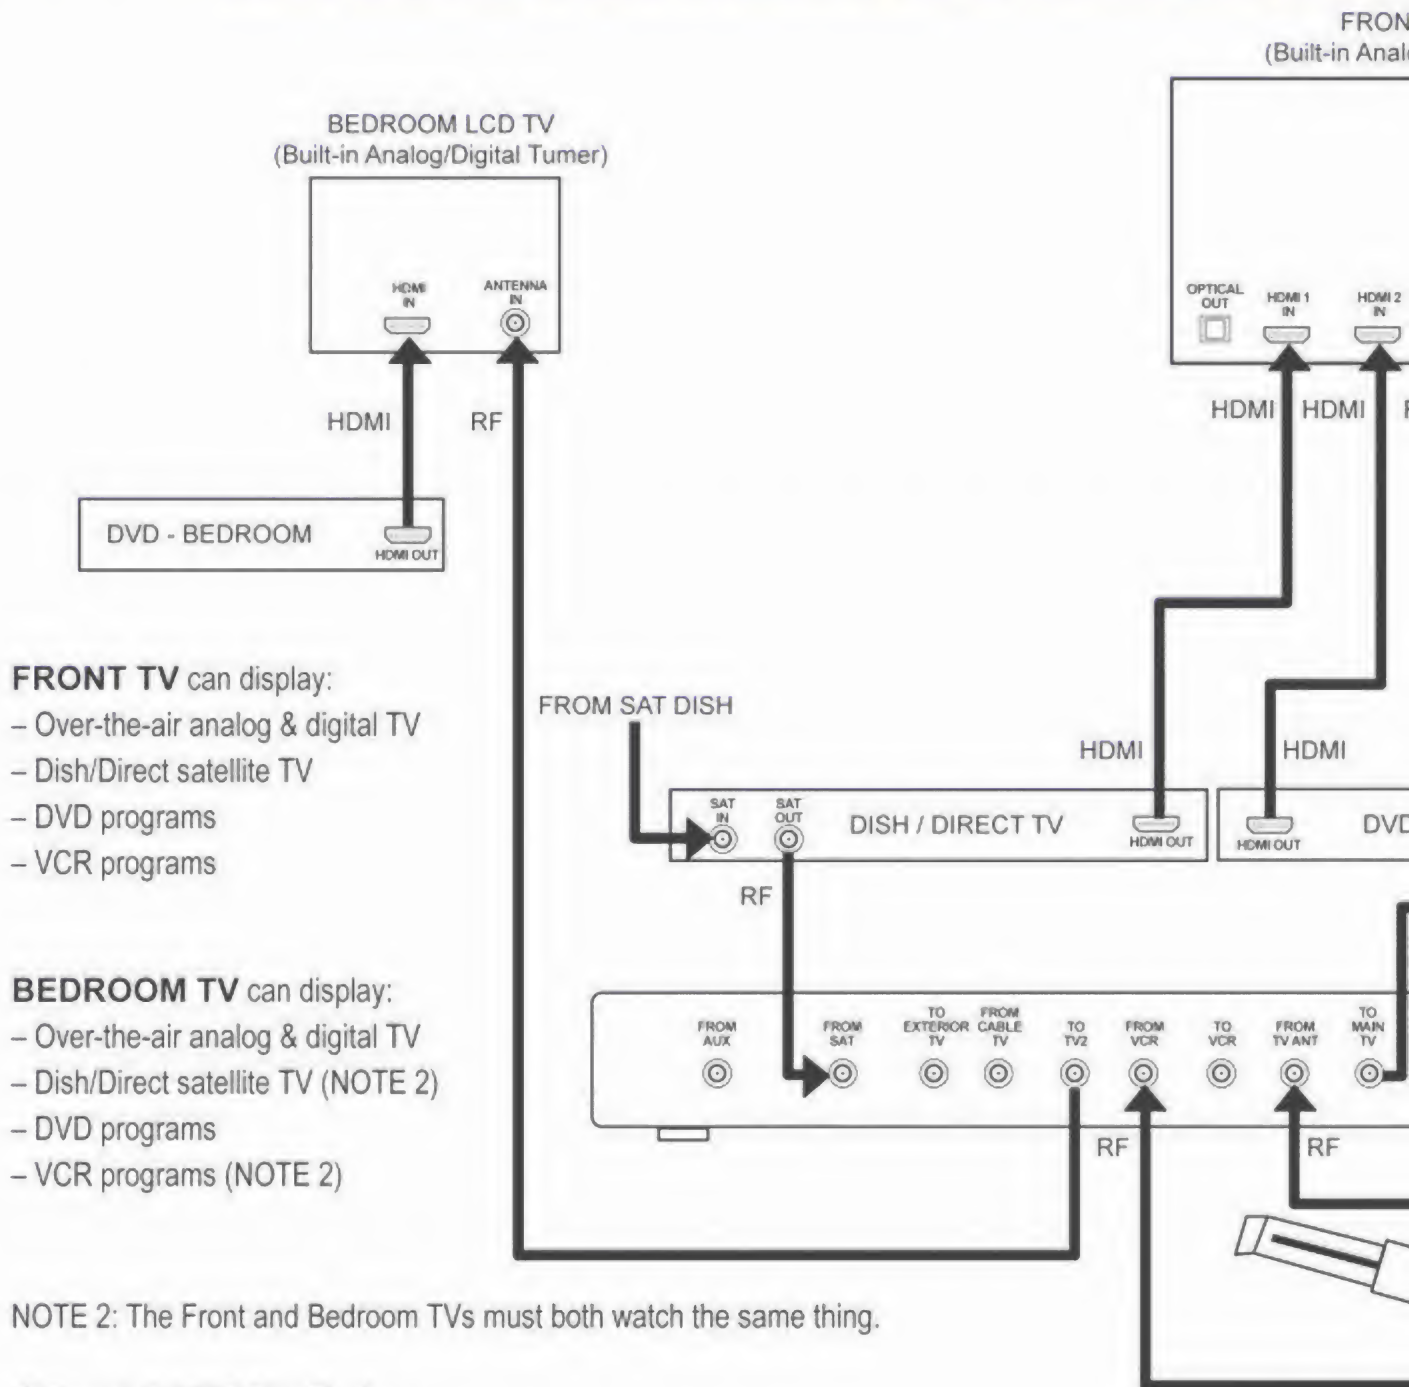 FRON
(Built-in Anal
BEDROOM LCD TV
(Built-in Analog/Digital Tumer)
HDMI
IN
ANTENNA
IN
OPTICAL
OUT
HDMI 1
IN
HDMI 2
IN
HDMI
RF
HDMI
HDMI
DVD - BEDROOM
HDMI OUT
FRONT TV can display:
– Over-the-air analog & digital TV
– Dish/Direct satellite TV
– DVD programs
– VCR programs
FROM SAT DISH
HDMI
HDMI
SAT
IN
SAT
OUT
DISH / DIRECT TV
HDMI OUT
HDMI OUT
DVD
RF
BEDROOM TV can display:
– Over-the-air analog & digital TV
– Dish/Direct satellite TV (NOTE 2)
– DVD programs
– VCR programs (NOTE 2)
FROM
AUX
FROM
SAT
TO
EXTERIOR
TV
FROM
CABLE
TV
TO
TV2
FROM
VCR
TO
VCR
FROM
TV ANT
TO
MAIN
TV
RF
RF
NOTE 2: The Front and Bedroom TVs must both watch the same thing.